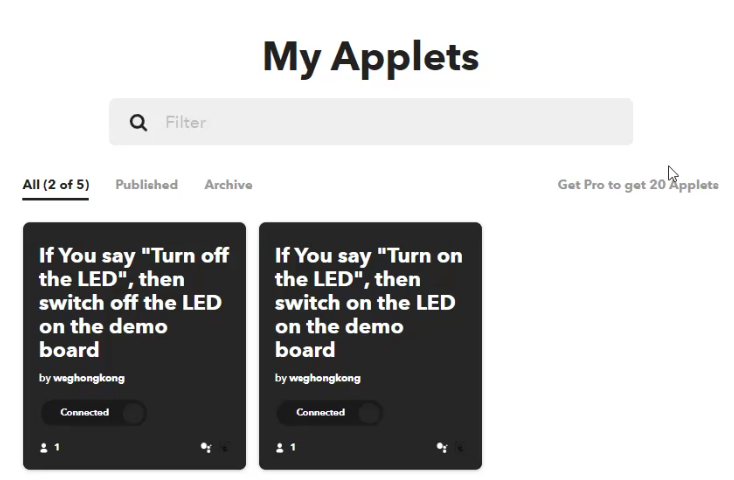 My Applets
Filter
All (2 of 5)
Published
Archive
Get Pro to get 20 Applets
If You say "Turn off
the LED", then
switch off the LED
on the demo
board
by weghongkong
Connected
1
If You say "Turn on
the LED", then
switch on the LED
on the demo
board
by weghongkong
Connected
1